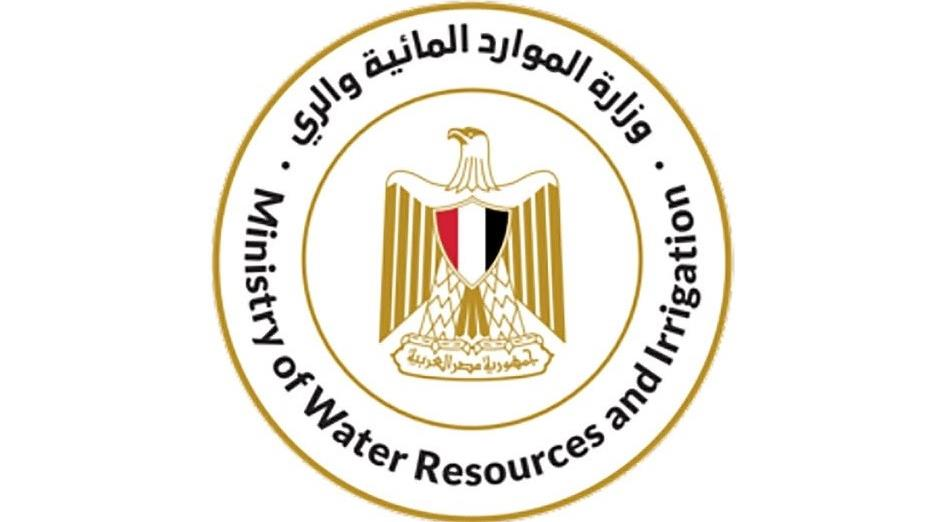 وزارة الموارد المائية والري
جمهورية مصر العربية
Ministry of Water Resources and Irrigation